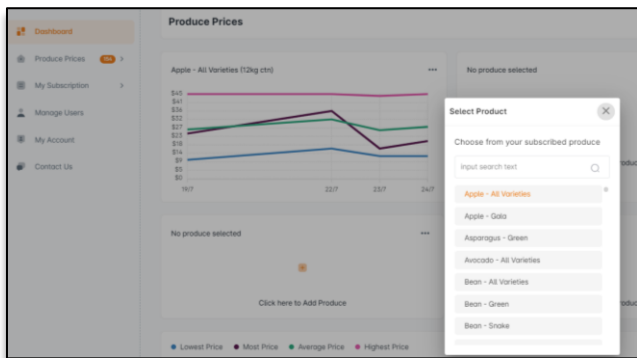 Dashboard
Produce Prices
My Subscription
Manage Users
My Account
Contact Us
Produce Prices
Apple - All Varieties (12kg ctn)
$45
$41
$36
$32
$27
$23
$18
$14
$9
$5
$0
19/7
22/7
23/7
24/7
No produce selected
No produce selected
Click here to Add Produce
Lowest Price
Most Price
Average Price
Highest Price
Select Product
Choose from your subscribed produce
Input search text
Apple - All Varieties
Apple - Gala
Asparagus - Green
Avocado - All Varieties
Bean - All Varieties
Bean - Green
Bean - Snake